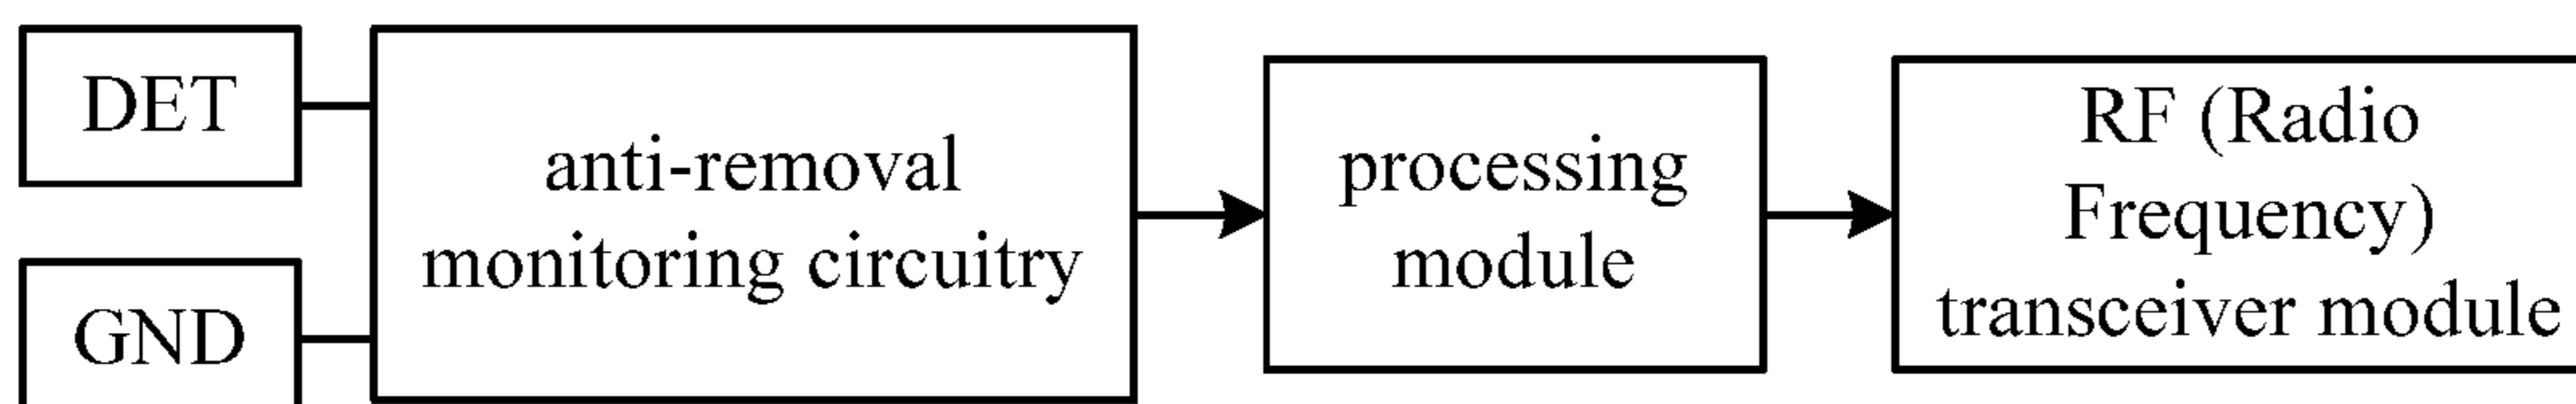 DET
GND
anti-removal
monitoring circuitry
processing
module
RF (Radio
Frequency)
transceiver module